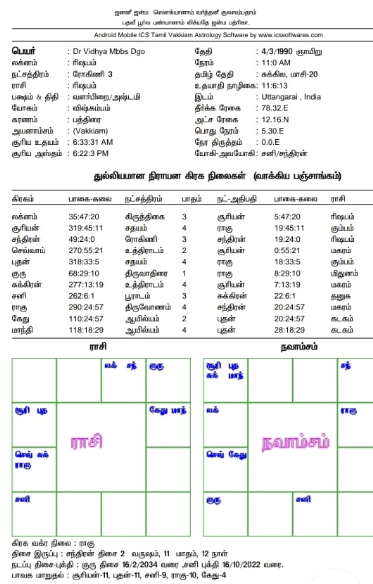 ஜனனீ ஜன்ம சௌக்யானாம் வர்த்தனீ குலஸம்பதாம்
பதவீ பூர்வ புண்யானாம் லிக்யதே ஜன்ம பத்ரிகா.
Android Mobile ICS Tamil Vakkiam Astrology Software by www.icssoftwares.com
பெயர் : Dr Vidhya Mbbs Dgo தேதி : 4/3/1990 ஞாயிறு
லக்னம் : ரிஷபம் நேரம் : 11:0 AM
நட்சத்திரம் : ரோகிணி 3 தமிழ் தேதி : சுக்கில, மாசி-20
ராசி : ரிஷபம் உதயாதி நாழிகை: 11:6:13
பக்ஷம் & திதி : வளர்பிறை/அஷ்டமி இடம் : Uttangarai , India
யோகம் : விஷ்கம்பம் தீர்க்க ரேகை : 78.32.E
கரணம் : பத்திரை அட்ச ரேகை : 12.16.N
அயனாம்சம் : (Vakkiam) பொது நேரம் : 5.30.E
சூரிய உதயம் : 6:33:31 AM நேர திருத்தம் : 0.0.E
சூரிய அஸ்தம் : 6:22:3 PM யோகி-அவயோகி: சனி/சந்திரன்
துல்லியமான நிராயன கிரக நிலைகள் (வாக்கிய பஞ்சாங்கம்)
கிரகம் பாகை-கலை நட்சத்திரம் பாதம் நட்-அதிபதி பாகை-கலை ராசி
லக்னம் 35:47:20 கிருத்திகை 3 சூரியன் 5:47:20 ரிஷபம்
சூரியன் 319:45:11 சதயம் 4 ராகு 19:45:11 கும்பம்
சந்திரன் 49:24:0 ரோகிணி 3 சந்திரன் 19:24:0 ரிஷபம்
செவ்வாய் 270:55:21 உத்திராடம் 2 சூரியன் 0:55:21 மகரம்
புதன் 318:33:5 சதயம் 4 ராகு 18:33:5 கும்பம்
குரு 68:29:10 திருவாதிரை 1 ராகு 8:29:10 மிதுனம்
சுக்கிரன் 277:13:19 உத்திராடம் 4 சூரியன் 7:13:19 மகரம்
சனி 262:6:1 பூராடம் 3 சுக்கிரன் 22:6:1 தனுசு
ராகு 290:24:57 திருவோணம் 4 சந்திரன் 20:24:57 மகரம்
கேது 110:24:57 ஆயில்யம் 2 புதன் 20:24:57 கடகம்
மாந்தி 118:18:29 ஆயில்யம் 4 புதன் 28:18:29 கடகம்
ராசி நவாம்சம்
லக் சந் குரு சூரி புத சந்
சுக் மாந்
சூரி புத கேது மாந் லக் ராகு
ராசி நவாம்சம்
செவ் சுக் செவ் கேது
ராகு
சனி குரு சனி
கிரக வக்ர நிலை : ராகு
திசை இருப்பு : சந்திரன் திசை 2 வருஷம், 11 மாதம், 12 நாள்
நடப்பு திசை-புக்தி : குரு திசை 16/2/2034 வரை ,சனி புக்தி 16/10/2022 வரை.
பாவக மாறுதல் : சூரியன்-11, புதன்-11, சனி-9, ராகு-10, கேது-4